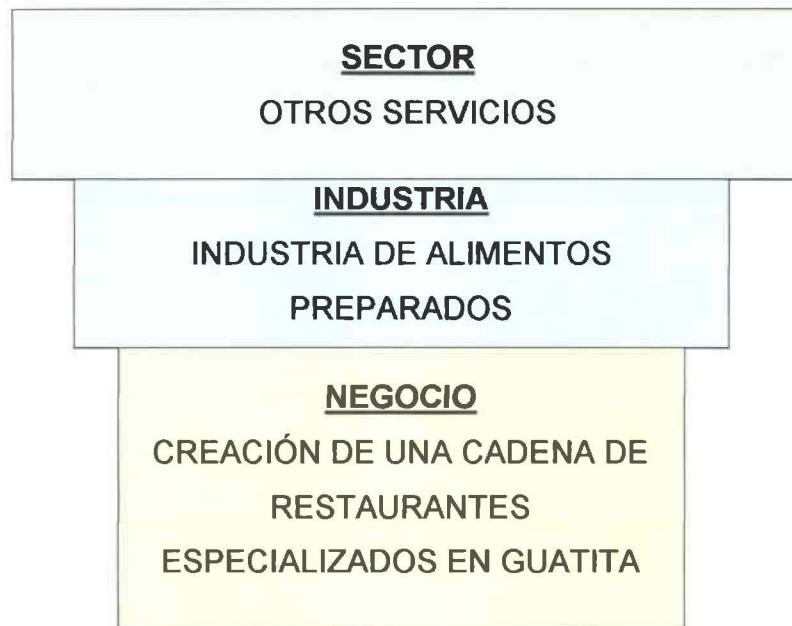 SECTOR
OTROS SERVICIOS
INDUSTRIA
INDUSTRIA DE ALIMENTOS
PREPARADOS
NEGOCIO
CREACIÓN DE UNA CADENA DE
RESTAURANTES
ESPECIALIZADOS EN GUATITA